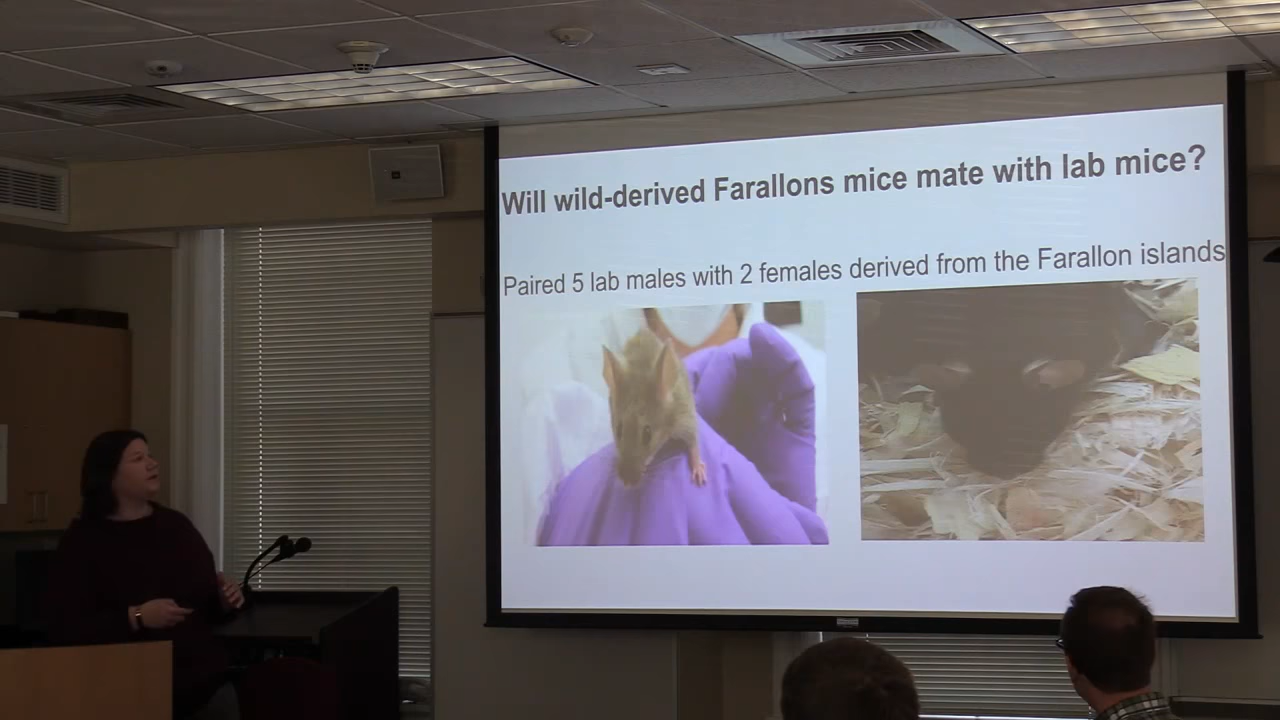 Will wild-derived Farallons mice mate with lab mice?
Paired 5 lab males with 2 females derived from the Farallon islands